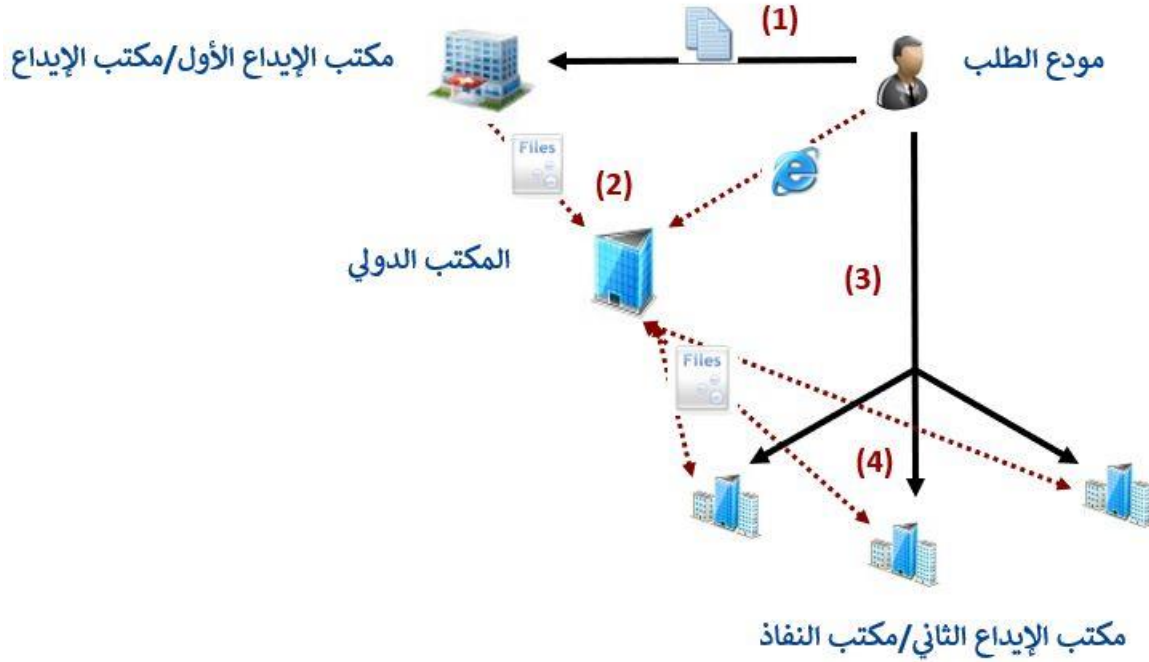 (1)
مودع الطلب
مكتب الإيداع الأول/مكتب الإيداع
Files
(2)
المكتب الدولي
(3)
Files
(4)
مكتب الإيداع الثاني/مكتب النفاذ